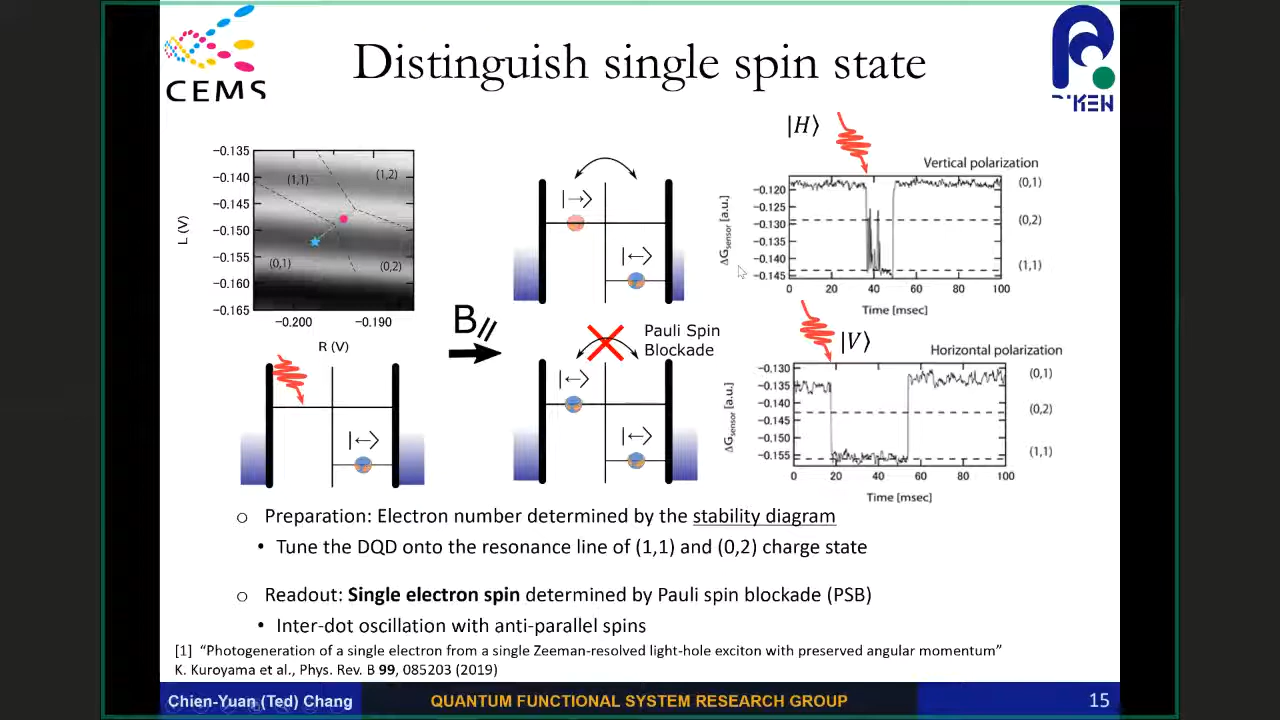 CEMS
Distinguish single spin state
RIKEN
-0.135
-0.140
-0.145
-0.150
-0.155
-0.160
-0.165
L (V)
(1,1)
(1,2)
(0,1)
(0,2)
-0.200
-0.190
R (V)
|←⟩
B//
|→⟩
|←⟩
Pauli Spin
Blockade
|←⟩
|←⟩
|H⟩
Vertical polarization
ΔGsensor [a.u.]
-0.120
-0.125
-0.130
-0.135
-0.140
-0.145
(0,1)
(0,2)
(1,1)
0 20 40 60 80 100
Time [msec]
|V⟩
Horizontal polarization
ΔGsensor [a.u.]
-0.130
-0.135
-0.140
-0.145
-0.150
-0.155
(0,1)
(0,2)
(1,1)
0 20 40 60 80 100
Time [msec]
o Preparation: Electron number determined by the stability diagram
• Tune the DQD onto the resonance line of (1,1) and (0,2) charge state
o Readout: Single electron spin determined by Pauli spin blockade (PSB)
• Inter-dot oscillation with anti-parallel spins
[1] “Photogeneration of a single electron from a single Zeeman-resolved light-hole exciton with preserved angular momentum”
K. Kuroyama et al., Phys. Rev. B 99, 085203 (2019)
Chien-Yuan (Ted) Chang
QUANTUM FUNCTIONAL SYSTEM RESEARCH GROUP
15